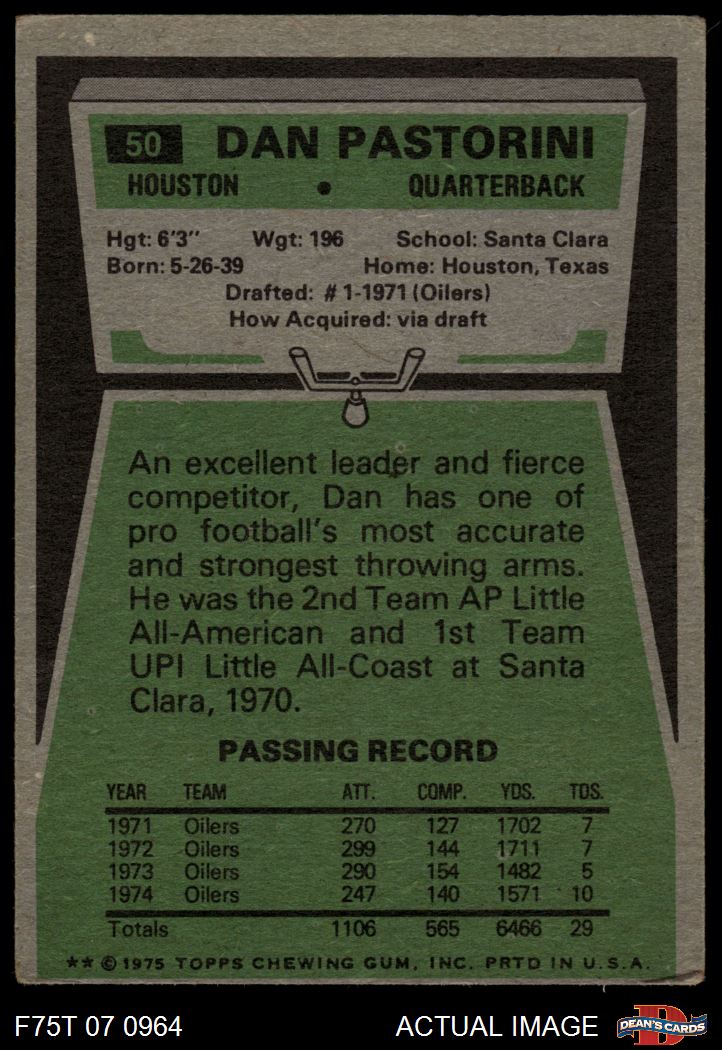 50 DAN PASTORINI
HOUSTON • QUARTERBACK
Hgt: 6'3" Wgt: 196 School: Santa Clara
Born: 5-26-39 Home: Houston, Texas
Drafted: #1-1971 (Oilers)
How Acquired: via draft
An excellent leader and fierce
competitor, Dan has one of
pro football's most accurate
and strongest throwing arms.
He was the 2nd Team AP Little
All-American and 1st Team
UPI Little All-Coast at Santa
Clara, 1970.
PASSING RECORD
YEAR TEAM ATT. COMP. YDS. TDS.
1971 Oilers 270 127 1702 7
1972 Oilers 299 144 1711 7
1973 Oilers 290 154 1482 5
1974 Oilers 247 140 1571 10
Totals 1106 565 6466 29
** © 1975 TOPPS CHEWING GUM, INC. PRTD IN U.S.A.
F75T 07 0964 ACTUAL IMAGE D DEAN'S CARDS